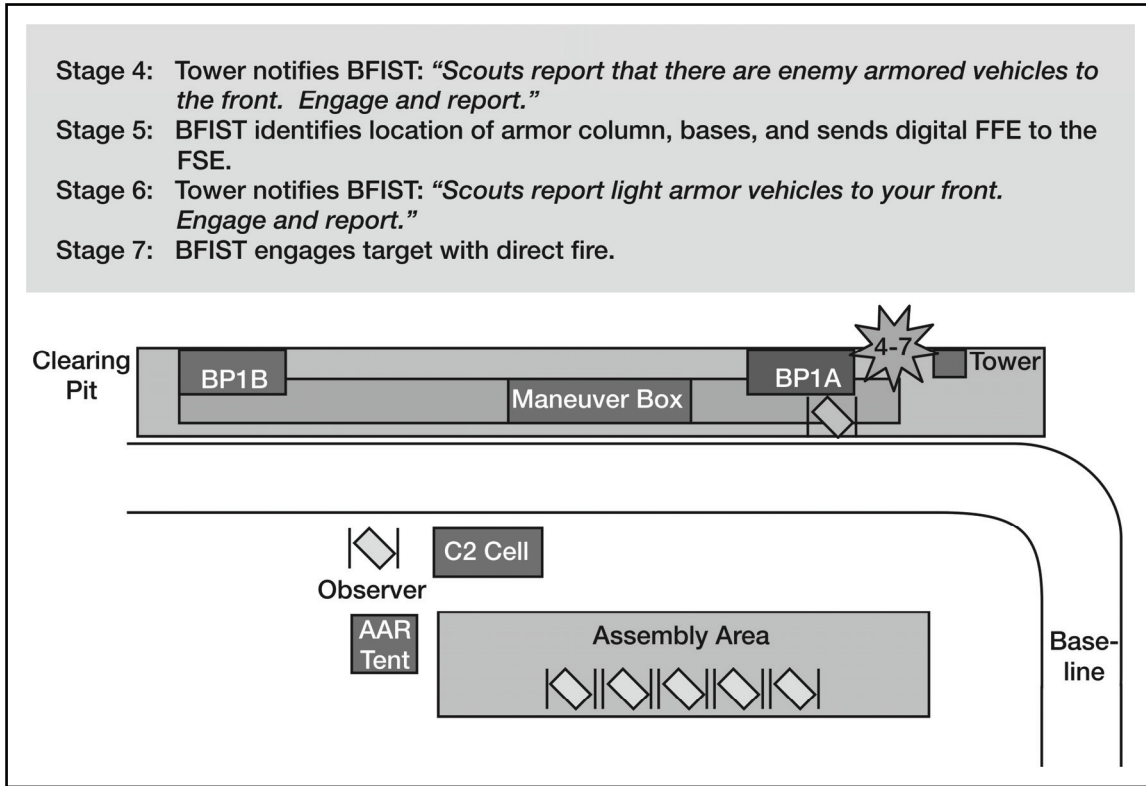 Stage 4: Tower notifies BFIST: “Scouts report that there are enemy armored vehicles to
the front. Engage and report.”
Stage 5: BFIST identifies location of armor column, bases, and sends digital FFE to the
FSE.
Stage 6: Tower notifies BFIST: “Scouts report light armor vehicles to your front.
Engage and report.”
Stage 7: BFIST engages target with direct fire.
Clearing
Pit
BP1B
Maneuver Box
BP1A
4-7
Tower
Observer
C2 Cell
AAR
Tent
Assembly Area
Base-
line